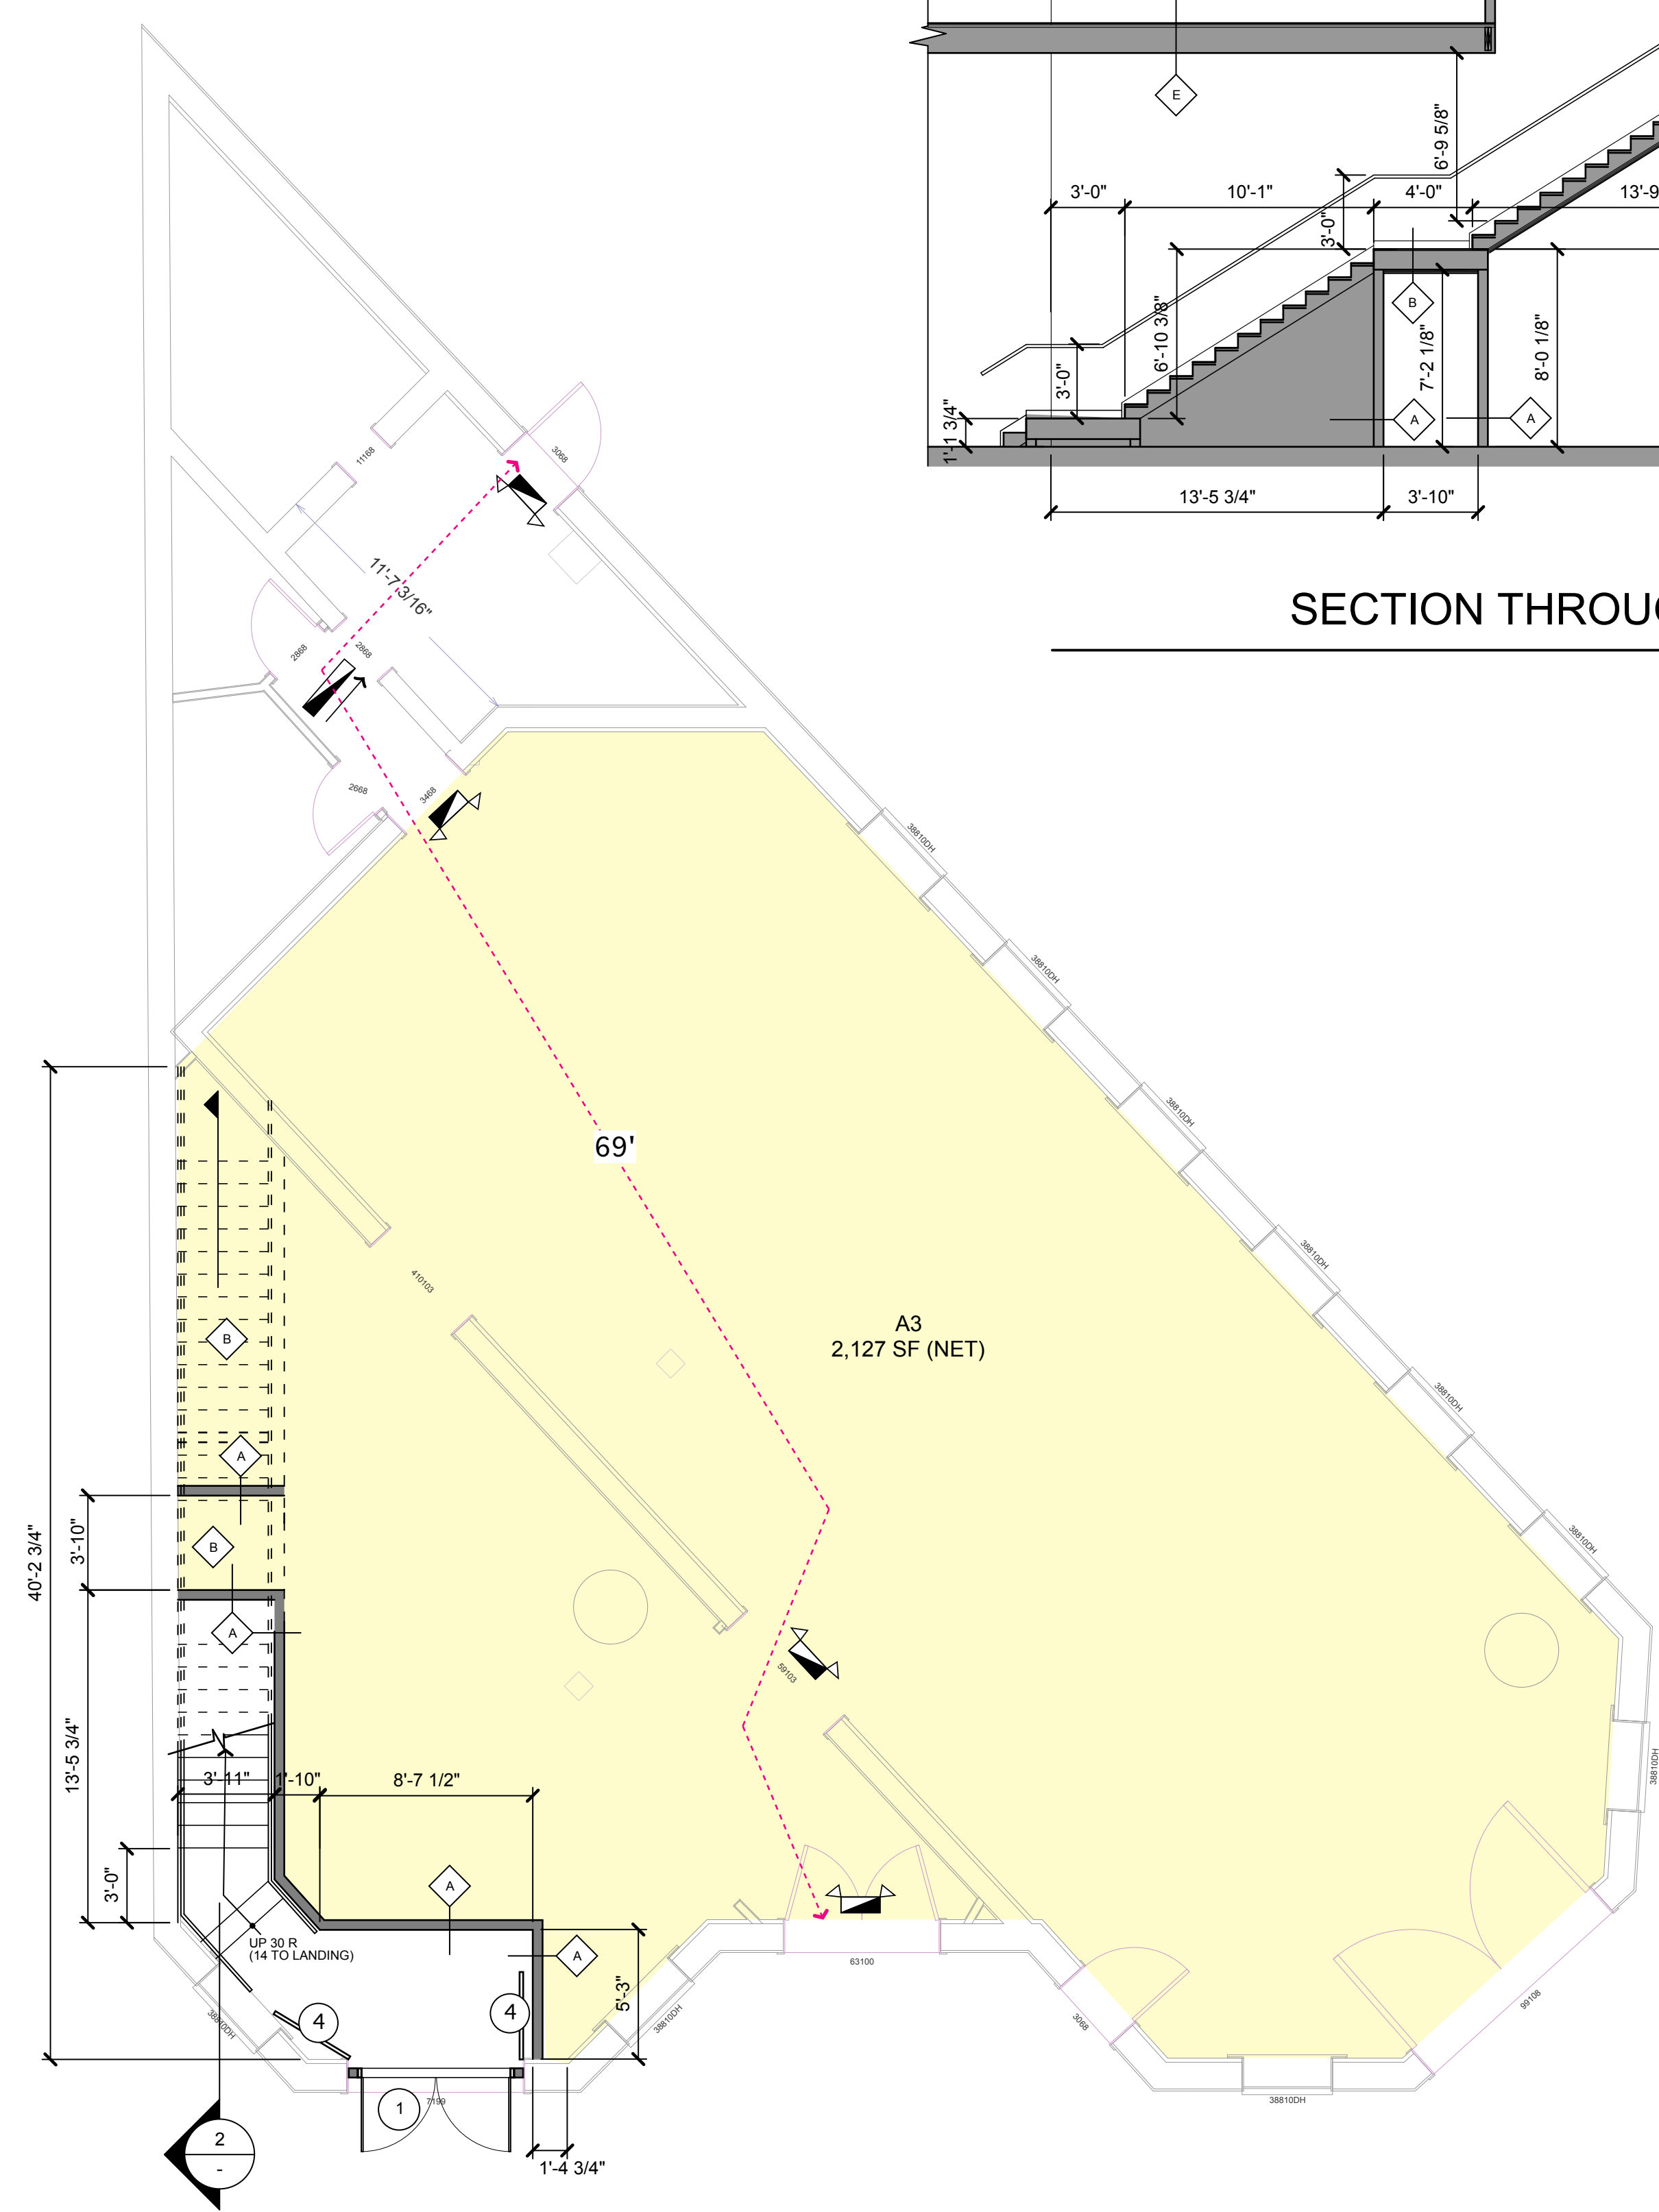 E
6'-9 5/8"
3'-0"
10'-1"
4'-0"
13'-9
3'-0"
B
6'-10 3/8"
7'-2 1/8"
8'-0 1/8"
3'-0"
A
A
1'-1 3/4"
13'-5 3/4"
3'-10"
SECTION THROUG
11168
3068
11'-7 3/16"
2868
2868
2668
3468
38810DH
38810DH
38810DH
38810DH
38810DH
38810DH
38810DH
69'
410103
A3
2,127 SF (NET)
B
A
B
A
40'-2 3/4"
3'-10"
13'-5 3/4"
59103
3'-11"
1'-10"
8'-7 1/2"
3'-0"
A
UP 30 R
(14 TO LANDING)
A
63100
5'-3"
4
4
38810DH
38810DH
3068
99108
38810DH
1
7199
2
-
1'-4 3/4"